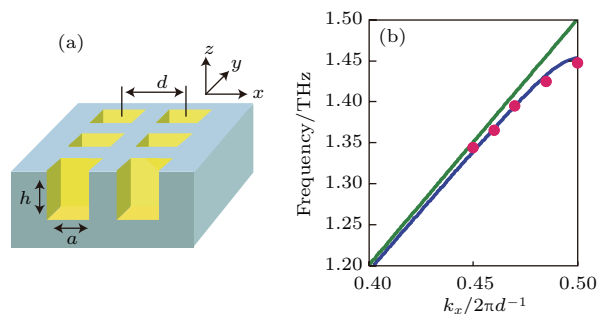 (a)
z
y
x
d
h
a
(b)
Frequency/THz
1.50
1.45
1.40
1.35
1.30
1.25
1.20
0.40
0.45
0.50
kₓ/2πd⁻¹